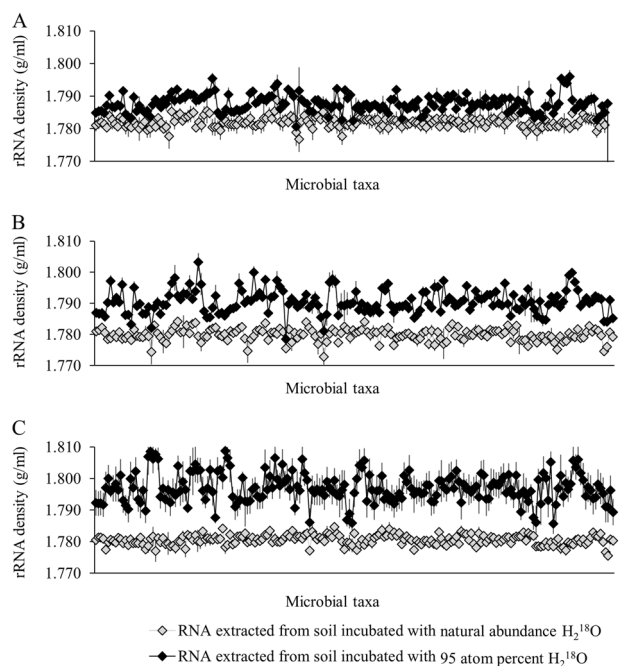 A
1.810
1.800
1.790
1.780
1.770
rRNA density (g/ml)
Microbial taxa
B
1.810
1.800
1.790
1.780
1.770
rRNA density (g/ml)
Microbial taxa
C
1.810
1.800
1.790
1.780
1.770
rRNA density (g/ml)
Microbial taxa
RNA extracted from soil incubated with natural abundance H₂¹⁸O
RNA extracted from soil incubated with 95 atom percent H₂¹⁸O